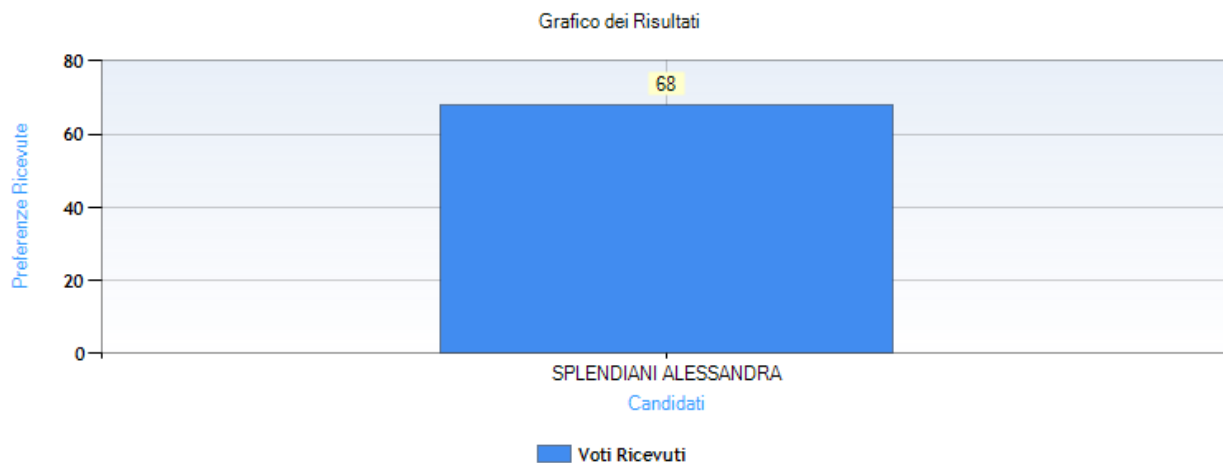 Grafico dei Risultati
80
68
60
40
20
0
Preferenze Ricevute
SPLENDIANI ALESSANDRA
Candidati
Voti Ricevuti